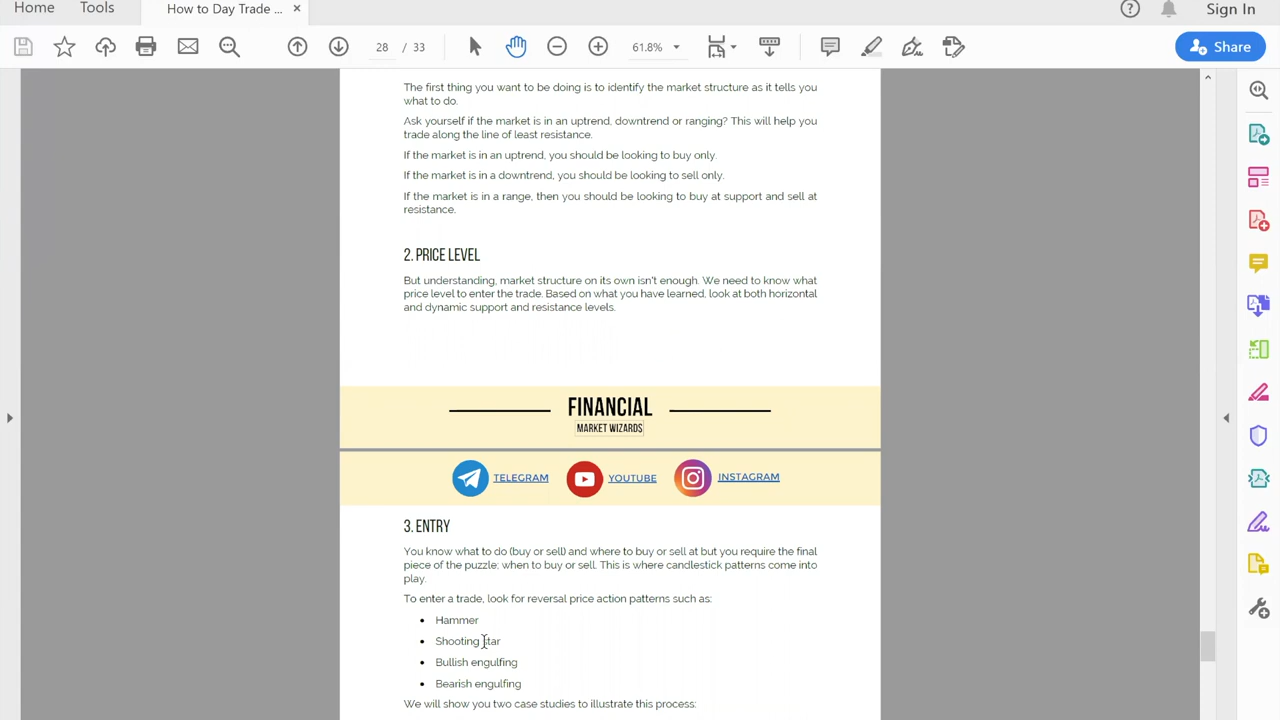 Home
Tools
How to Day Trade ...
Sign In
28 / 33
61.8%
Share
The first thing you want to be doing is to identify the market structure as it tells you
what to do.
Ask yourself if the market is in an uptrend, downtrend or ranging? This will help you
trade along the line of least resistance.
If the market is in an uptrend, you should be looking to buy only.
If the market is in a downtrend, you should be looking to sell only.
If the market is in a range, then you should be looking to buy at support and sell at
resistance.
2. PRICE LEVEL
But understanding, market structure on its own isn't enough. We need to know what
price level to enter the trade. Based on what you have learned, look at both horizontal
and dynamic support and resistance levels.
FINANCIAL
MARKET WIZARDS
TELEGRAM
YOUTUBE
INSTAGRAM
3. ENTRY
You know what to do (buy or sell) and where to buy or sell at but you require the final
piece of the puzzle; when to buy or sell. This is where candlestick patterns come into
play.
To enter a trade, look for reversal price action patterns such as:
• Hammer
• Shooting star
• Bullish engulfing
• Bearish engulfing
We will show you two case studies to illustrate this process: